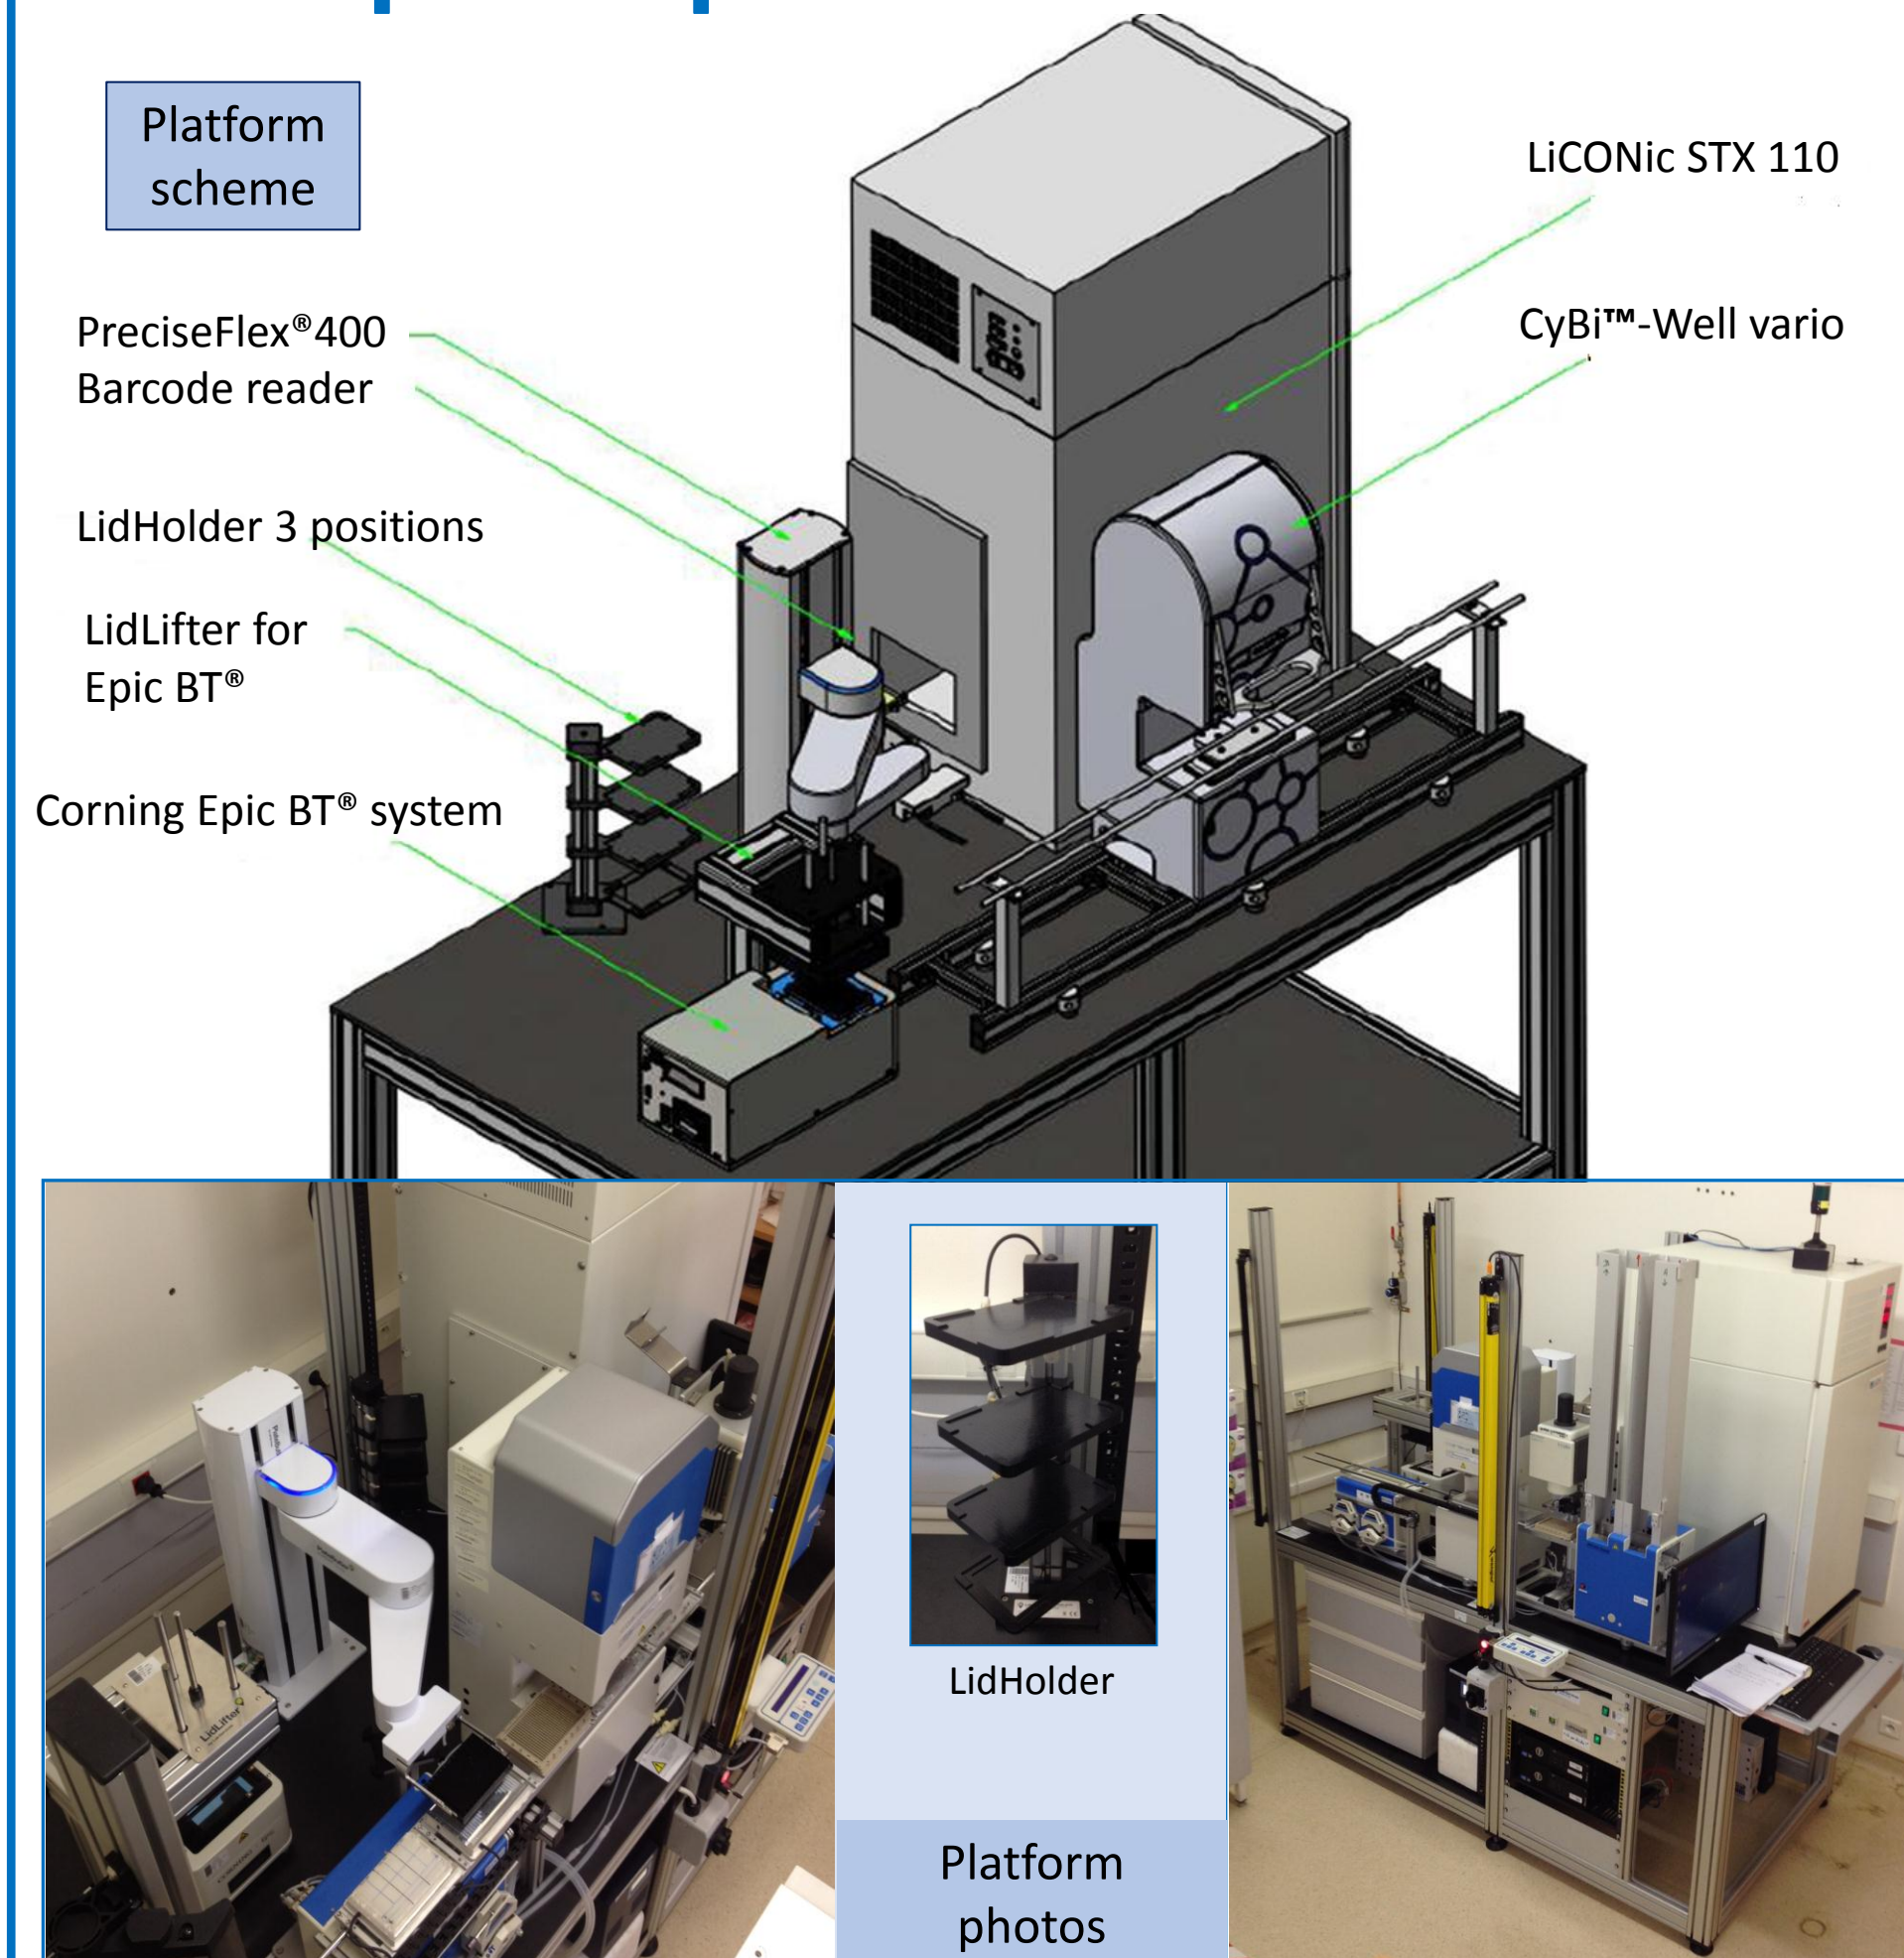 Platform
scheme
LiCONic STX 110
CyBi™-Well vario
PreciseFlex®400
Barcode reader
LidHolder 3 positions
LidLifter for
Epic BT®
Corning Epic BT® system
LidLifter
LidHolder
Platform
photos